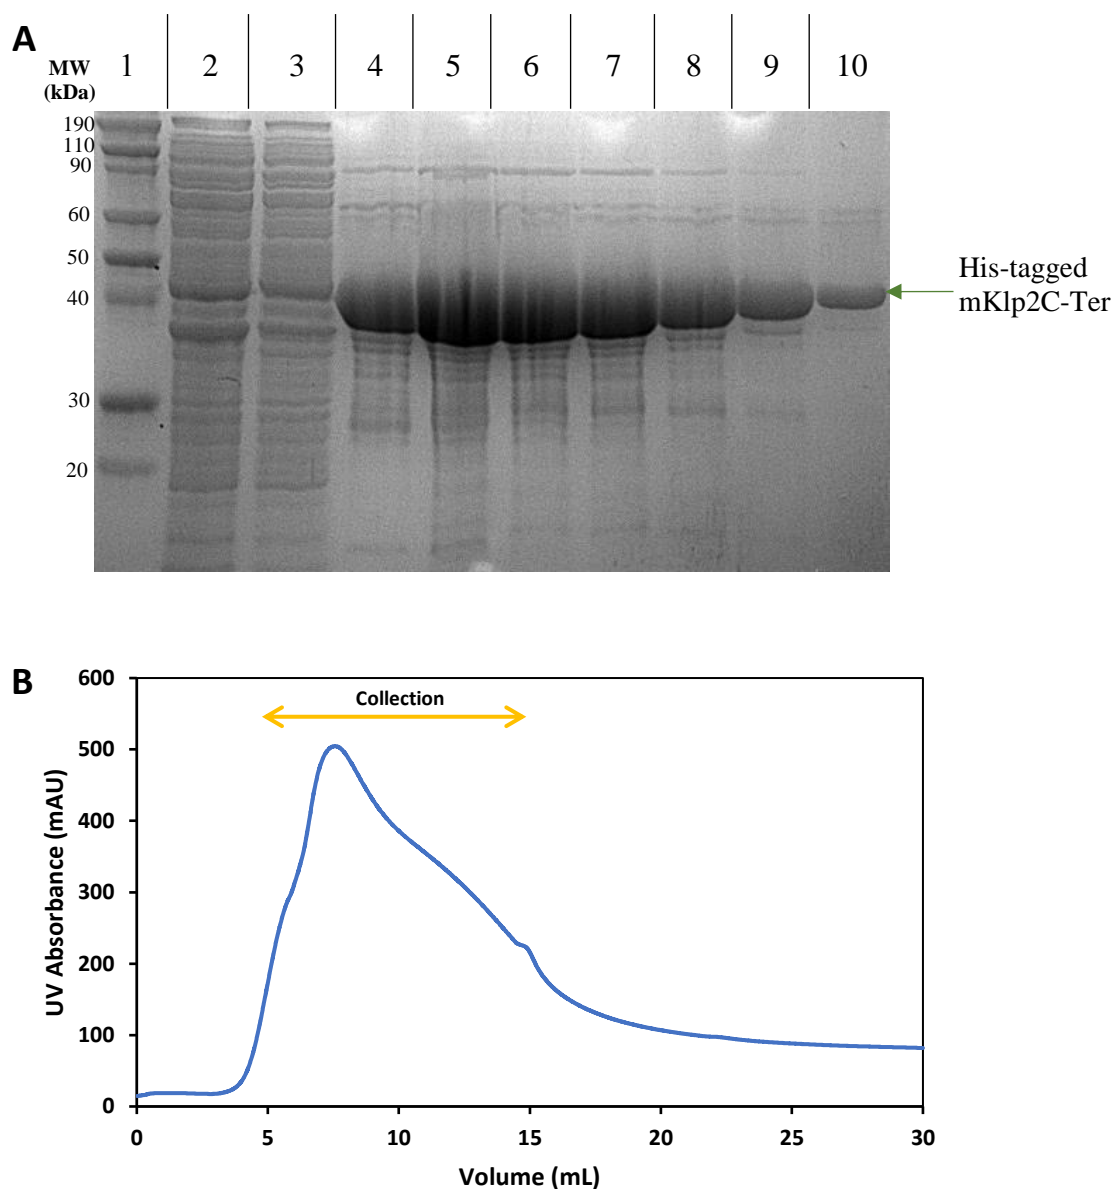 A
MW
(kDa)
1 2 3 4 5 6 7 8 9 10
190
110
90
60
50
40
30
20
His-tagged
mKlp2C-Ter
B
Collection
600
500
400
300
200
100
0
UV Absorbance (mAU)
0 5 10 15 20 25 30
Volume (mL)